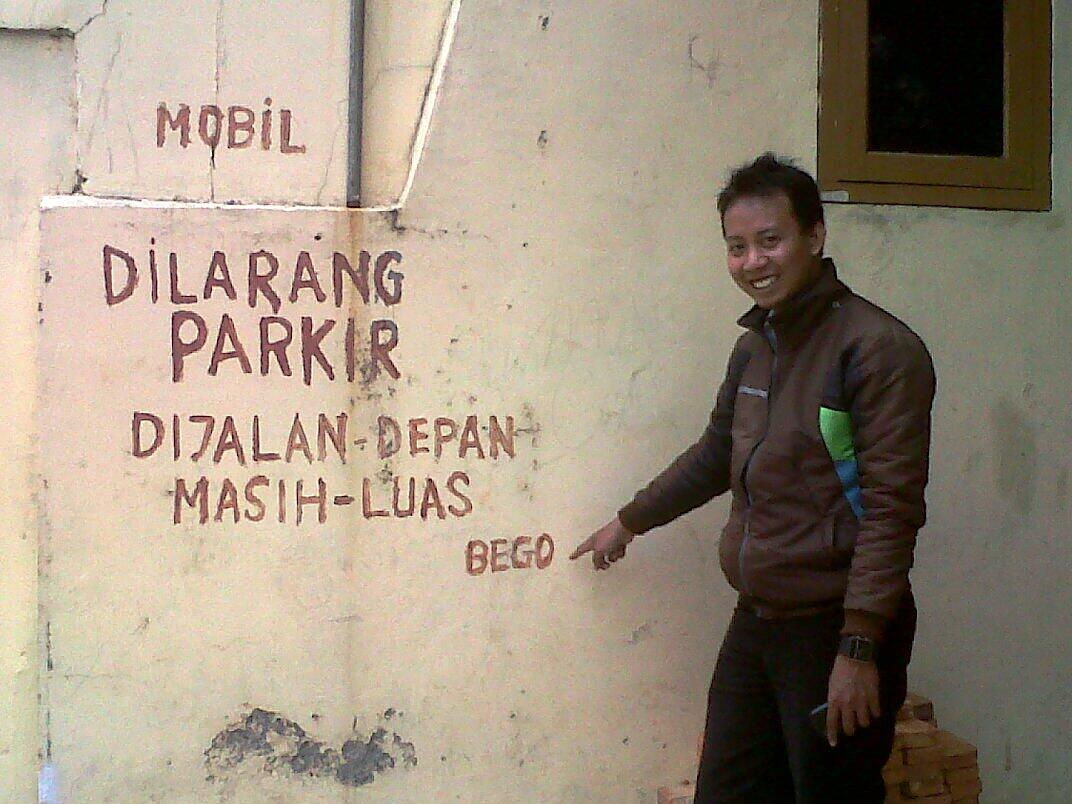 MOBiL
DiLARANG
PARKIR
DIJALAN-DEPAN
MASIH-LUAS
BEGO